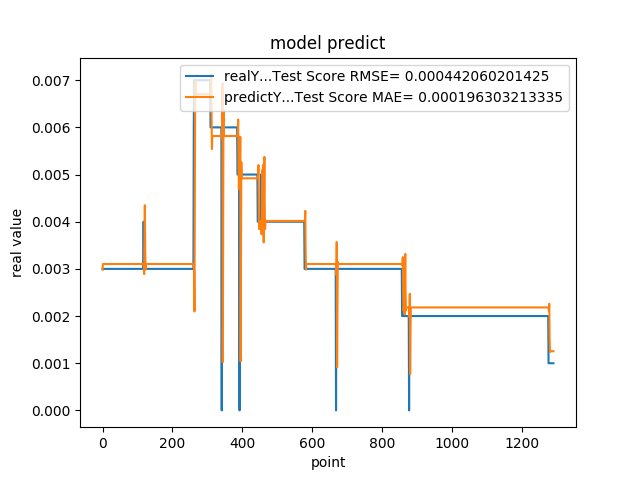 model predict
realY...Test Score RMSE= 0.000442060201425
predictY...Test Score MAE= 0.000196303213335
0.007
0.006
0.005
0.004
0.003
0.002
0.001
0.000
real value
0 200 400 600 800 1000 1200
point